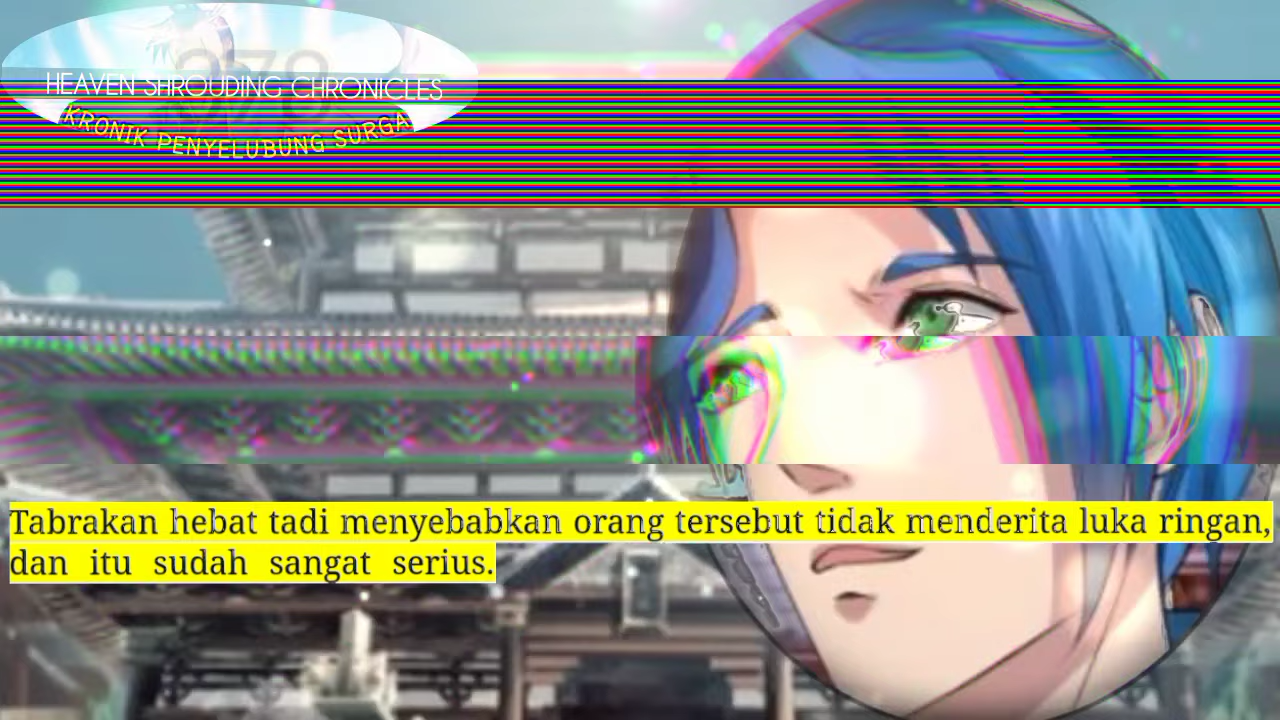 378
HEAVEN SHROUDING CHRONICLES
KRONIK PENYELUBUNG SURGA
Tabrakan hebat tadi menyebabkan orang tersebut tidak menderita luka ringan,
dan itu sudah sangat serius.